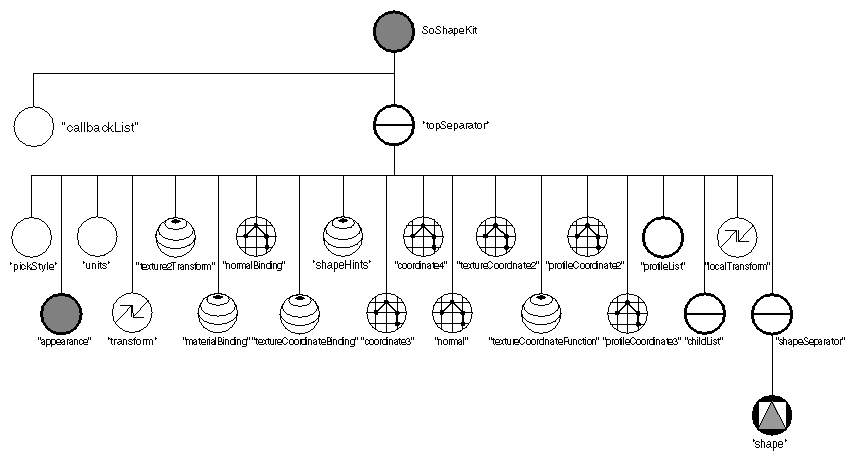 SoShapeKit
"callbackList"
"topSeparator"
"pickStyle"
"units"
"texture2Transform"
"normalBinding"
"shapeHints"
"coordinate4"
"textureCoordinate2"
"profileCoordinate2"
"profileList"
"localTransform"
"appearance"
"transform"
"materialBinding"
"textureCoordinateBinding"
"coordinate3"
"normal"
"textureCoordinateFunction"
"profileCoordinate3"
"childList"
"shapeSeparator"
"shape"